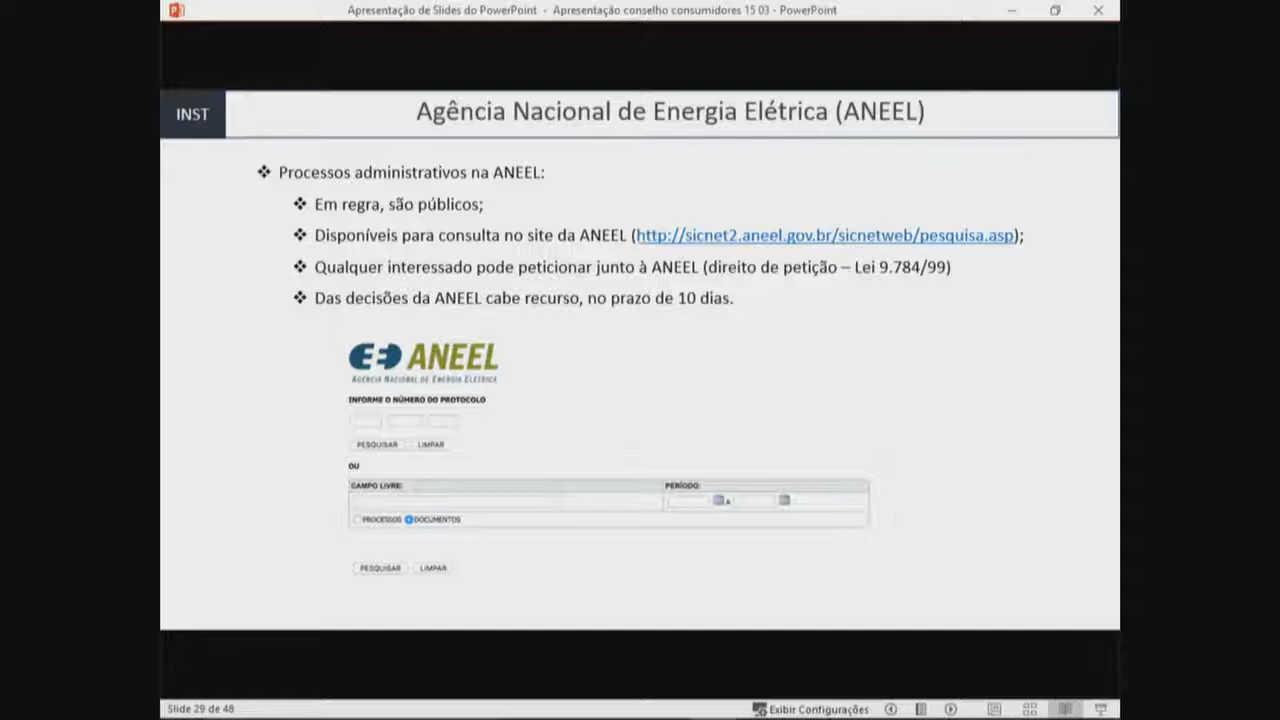 Apresentação de Slides do PowerPoint - Apresentação conselho consumidores 15 03 - PowerPoint
INST
Agência Nacional de Energia Elétrica (ANEEL)
❖ Processos administrativos na ANEEL:
❖ Em regra, são públicos;
❖ Disponíveis para consulta no site da ANEEL (http://sicnet2.aneel.gov.br/sicnetweb/pesquisa.asp);
❖ Qualquer interessado pode peticionar junto à ANEEL (direito de petição – Lei 9.784/99)
❖ Das decisões da ANEEL cabe recurso, no prazo de 10 dias.
ANEEL
AGÊNCIA NACIONAL DE ENERGIA ELÉTRICA
INFORME O NÚMERO DO PROTOCOLO
PESQUISAR LIMPAR
OU
CAMPO LIVRE: PERÍODO:
A
PROCESSOS DOCUMENTOS
PESQUISAR LIMPAR
Slide 29 de 48
Exibir Configurações